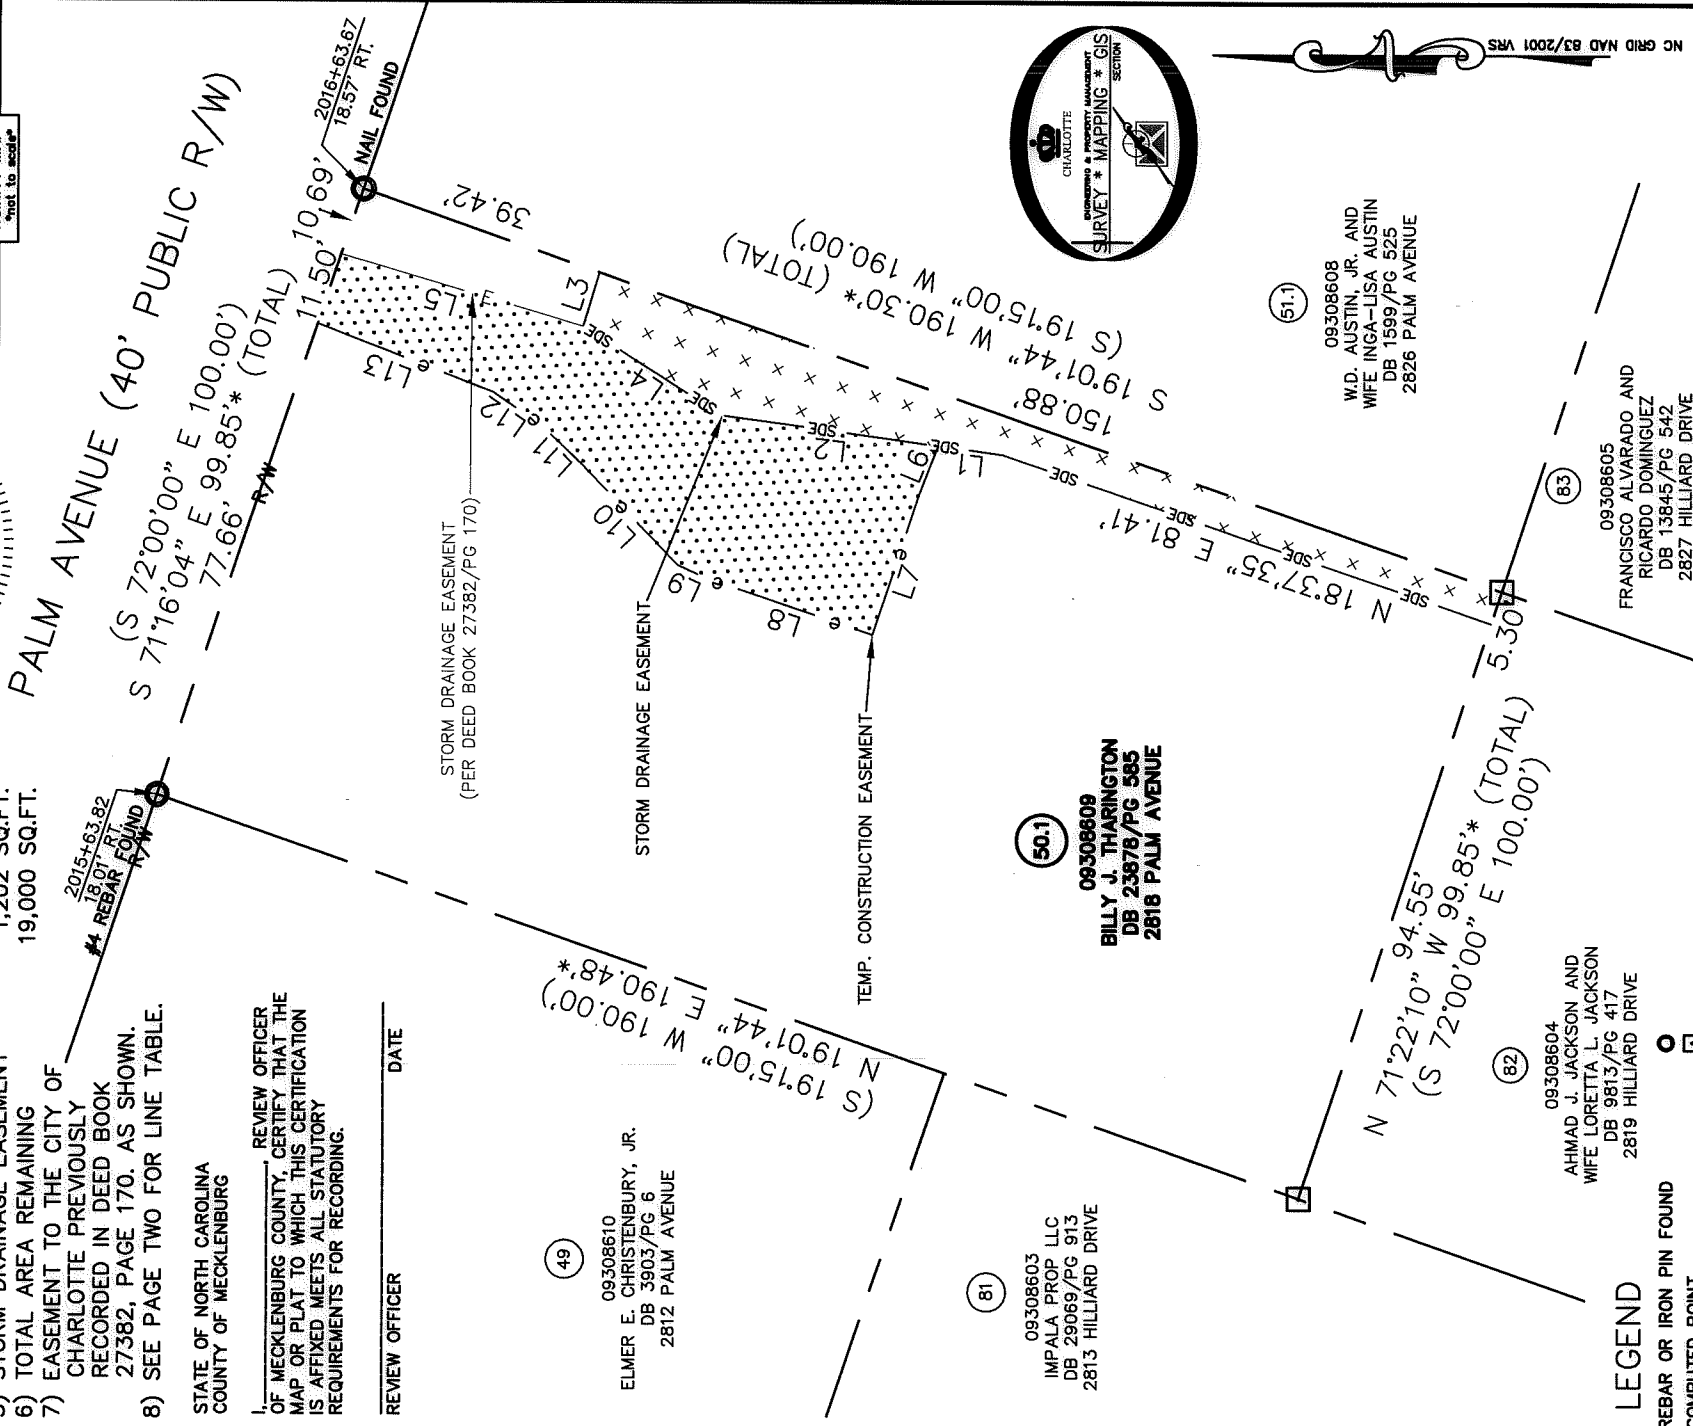 *not to scale*
PALM AVENUE (40' PUBLIC R/W)
(S 72°00'00" E 100.00')
S 71°16'04" E 99.85'* (TOTAL)
77.66'
R/W
11.50'
10.69'
2016+63.67
18.57' RT.
NAIL FOUND
2015+63.82
18.01' RT.
#4 REBAR FOUND
R/W
19,000 SQ.FT.
6) TOTAL AREA REMAINING
7) EASEMENT TO THE CITY OF
CHARLOTTE PREVIOUSLY
RECORDED IN DEED BOOK
27382, PAGE 170. AS SHOWN.
8) SEE PAGE TWO FOR LINE TABLE.
STATE OF NORTH CAROLINA
COUNTY OF MECKLENBURG
I, , REVIEW OFFICER
OF MECKLENBURG COUNTY, CERTIFY THAT THE
MAP OR PLAT TO WHICH THIS CERTIFICATION
IS AFFIXED MEETS ALL STATUTORY
REQUIREMENTS FOR RECORDING.
REVIEW OFFICER DATE
STORM DRAINAGE EASEMENT
(PER DEED BOOK 27382/PG 170)
STORM DRAINAGE EASEMENT
TEMP. CONSTRUCTION EASEMENT
L13
e
L12
e
L11
e
L10
L9
e
L8
e
L7
e
L6
L5
E
L3
SDE
L4
SDE
SDE
L2
SDE
L1
SDE
SDE
SDE
SDE
39.42'
S 19°01'44" W 190.30'* (TOTAL)
(S 19°15'00" W 190.00')
150.88'
N 18°37'35" E 81.41'
5.30'
N 71°22'10" 94.55'
W 99.85'* (TOTAL)
(S 72°00'00" E 100.00')
N 19°01'44" E 190.48'*
(S 19°15'00" W 190.00')
50.1
09308609
BILLY J. THARINGTON
DB 23878/PG 585
2818 PALM AVENUE
49
09308610
ELMER E. CHRISTENBURY, JR.
DB 3903/PG 6
2812 PALM AVENUE
81
09308603
IMPALA PROP LLC
DB 29069/PG 913
2813 HILLIARD DRIVE
82
09308604
AHMAD J. JACKSON AND
WIFE LORETTA L. JACKSON
DB 9813/PG 417
2819 HILLIARD DRIVE
83
09308605
FRANCISCO ALVARADO AND
RICARDO DOMINGUEZ
DB 13845/PG 542
2827 HILLIARD DRIVE
51.1
09308608
W.D. AUSTIN, JR. AND
WIFE INGA-LISA AUSTIN
DB 1599/PG 525
2826 PALM AVENUE
CHARLOTTE
ENGINEERING & PROPERTY MANAGEMENT
SURVEY * MAPPING * GIS
SECTION
NC GRID NAD 83/2001 VRS
LEGEND
REBAR OR IRON PIN FOUND